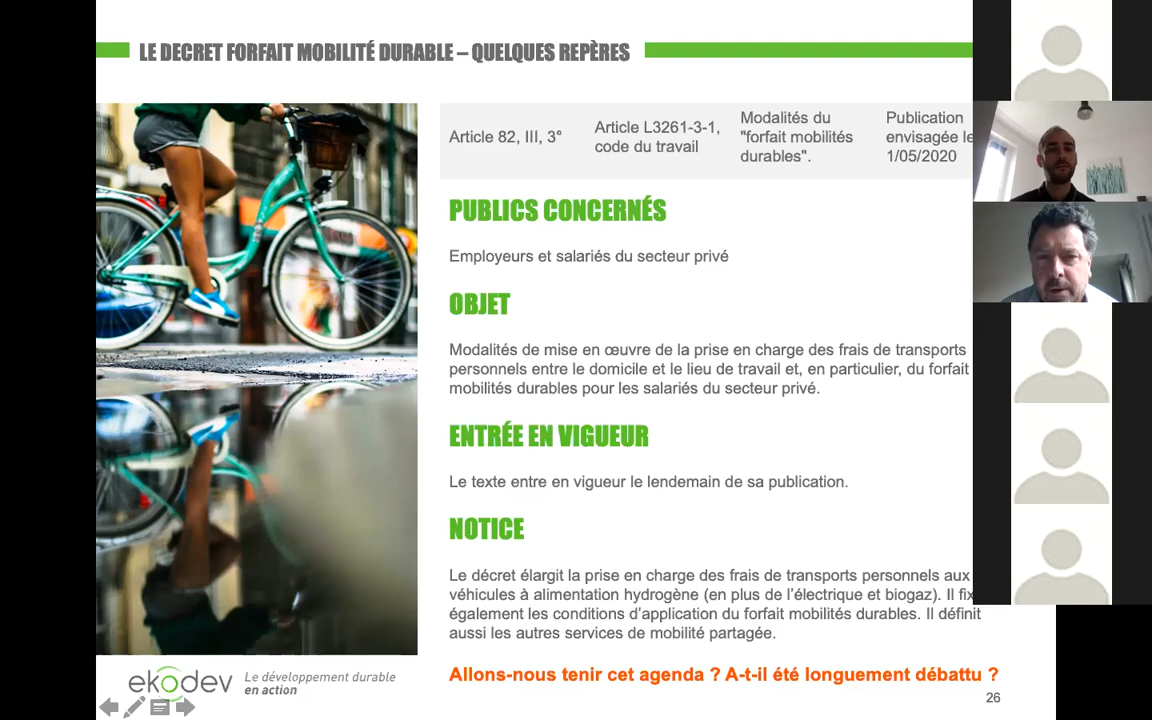 LE DECRET FORFAIT MOBILITÉ DURABLE – QUELQUES REPÈRES
Article 82, III, 3°
Article L3261-3-1,
code du travail
Modalités du
"forfait mobilités
durables".
Publication
envisagée le
1/05/2020
PUBLICS CONCERNÉS
Employeurs et salariés du secteur privé
OBJET
Modalités de mise en œuvre de la prise en charge des frais de transports
personnels entre le domicile et le lieu de travail et, en particulier, du forfait
mobilités durables pour les salariés du secteur privé.
ENTRÉE EN VIGUEUR
Le texte entre en vigueur le lendemain de sa publication.
NOTICE
Le décret élargit la prise en charge des frais de transports personnels aux
véhicules à alimentation hydrogène (en plus de l'électrique et biogaz). Il
également les conditions d'application du forfait mobilités durables. Il définit
aussi les autres services de mobilité partagée.
Allons-nous tenir cet agenda ? A-t-il été longuement débattu ?
ekodev
Le développement durable
en action
26